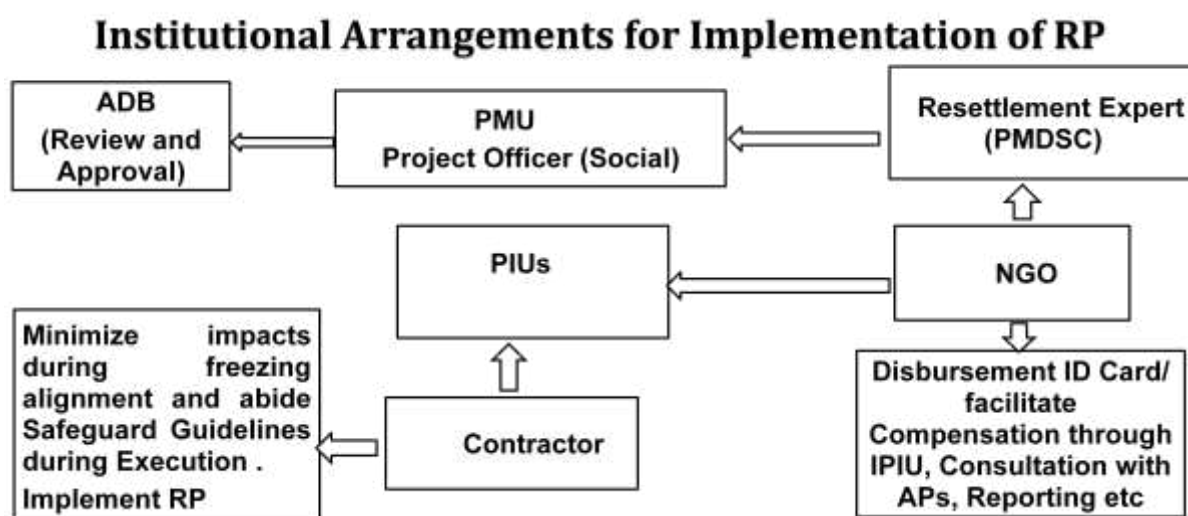 Institutional Arrangements for Implementation of RP
ADB
(Review and
Approval)
PMU
Project Officer (Social)
Resettlement Expert
(PMDSC)
PIUs
NGO
Minimize impacts
during freezing
alignment and abide
Safeguard Guidelines
during Execution .
Implement RP
Contractor
Disbursement ID Card/
facilitate
Compensation through
IPIU, Consultation with
APs, Reporting etc